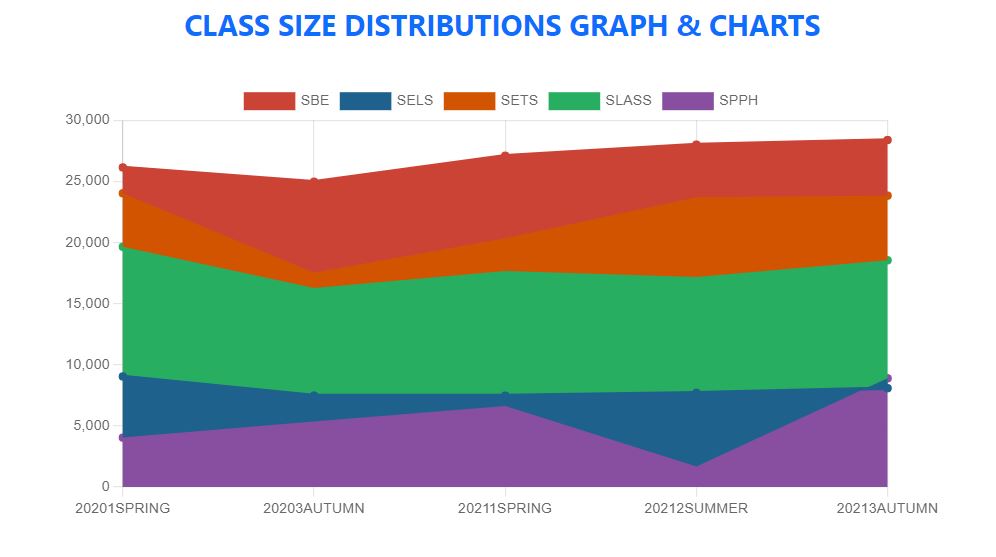 CLASS SIZE DISTRIBUTIONS GRAPH & CHARTS
SBE SELS SETS SLASS SPPH
30,000
25,000
20,000
15,000
10,000
5,000
0
20201SPRING 20203AUTUMN 20211SPRING 20212SUMMER 20213AUTUMN